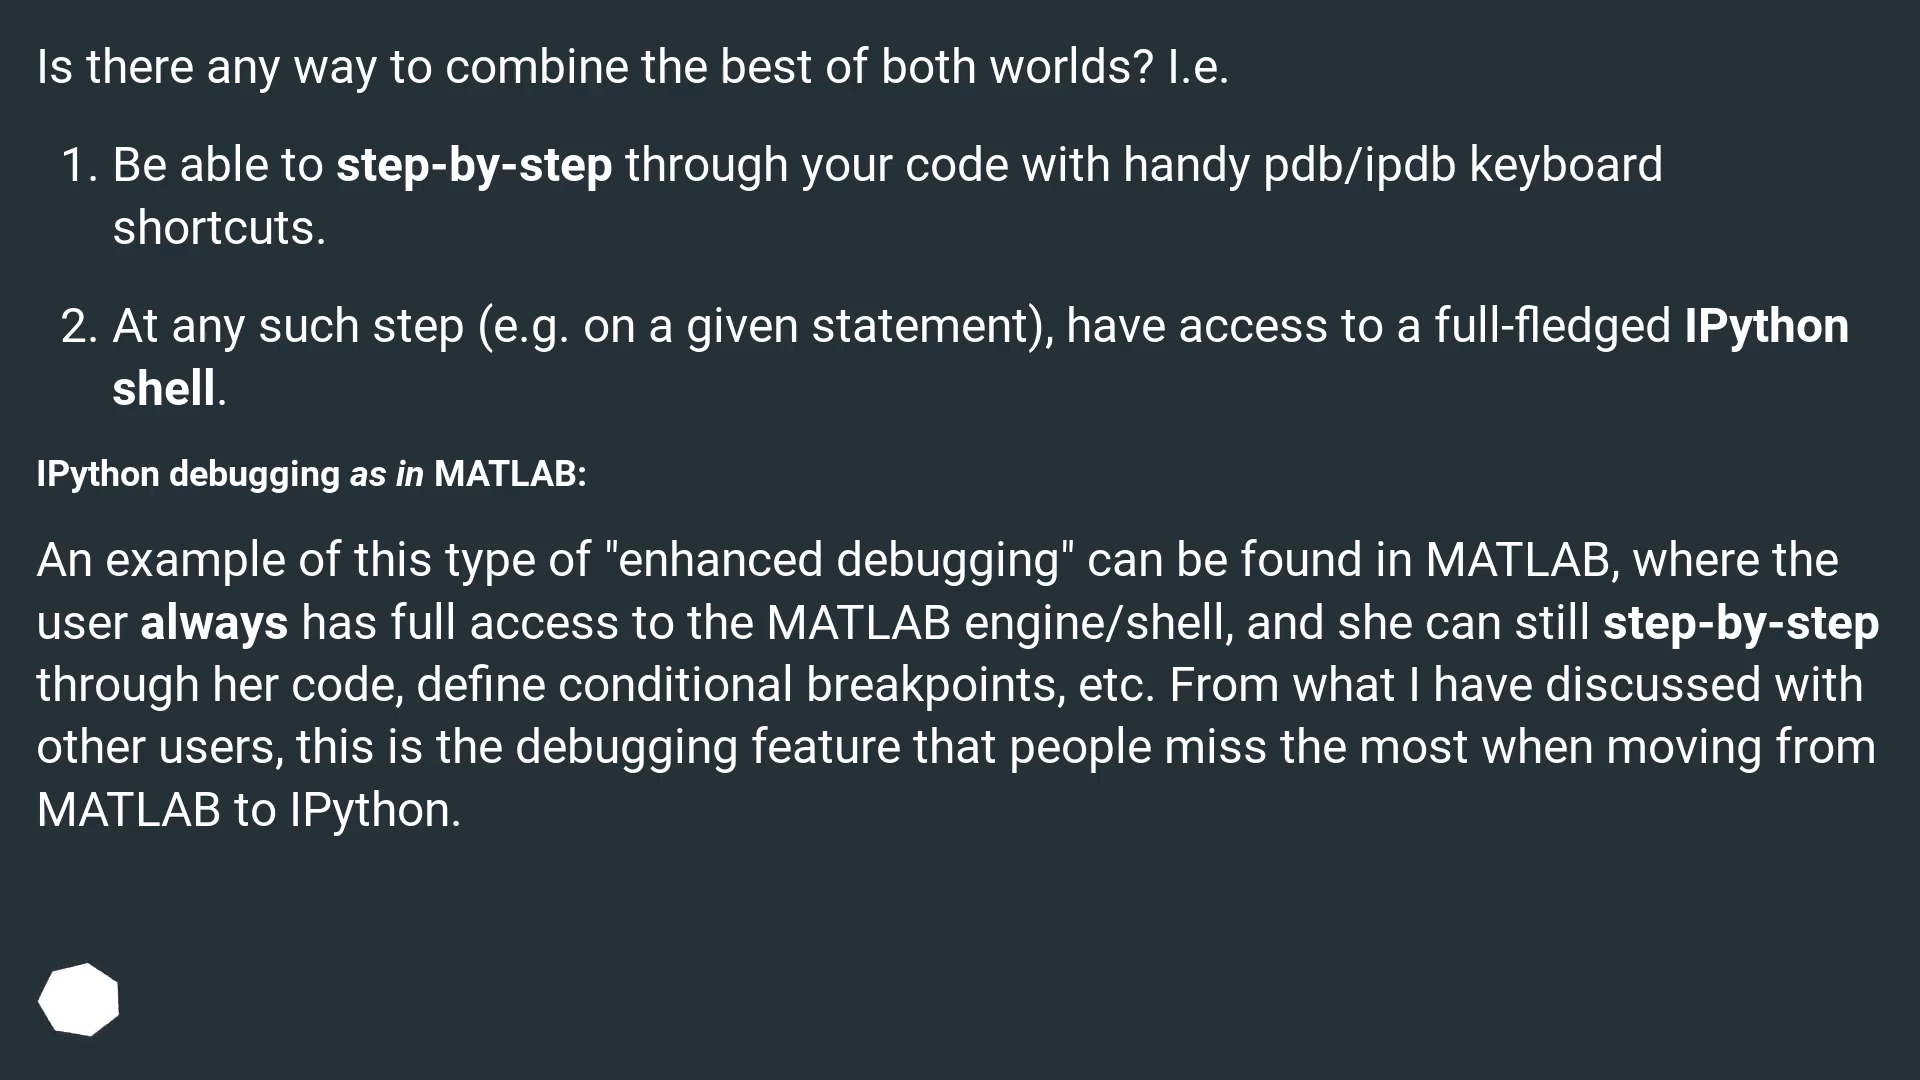 Is there any way to combine the best of both worlds? I.e.
1. Be able to step-by-step through your code with handy pdb/ipdb keyboard
shortcuts.
2. At any such step (e.g. on a given statement), have access to a full-fledged IPython
shell.
IPython debugging as in MATLAB:
An example of this type of "enhanced debugging" can be found in MATLAB, where the
user always has full access to the MATLAB engine/shell, and she can still step-by-step
through her code, define conditional breakpoints, etc. From what I have discussed with
other users, this is the debugging feature that people miss the most when moving from
MATLAB to IPython.